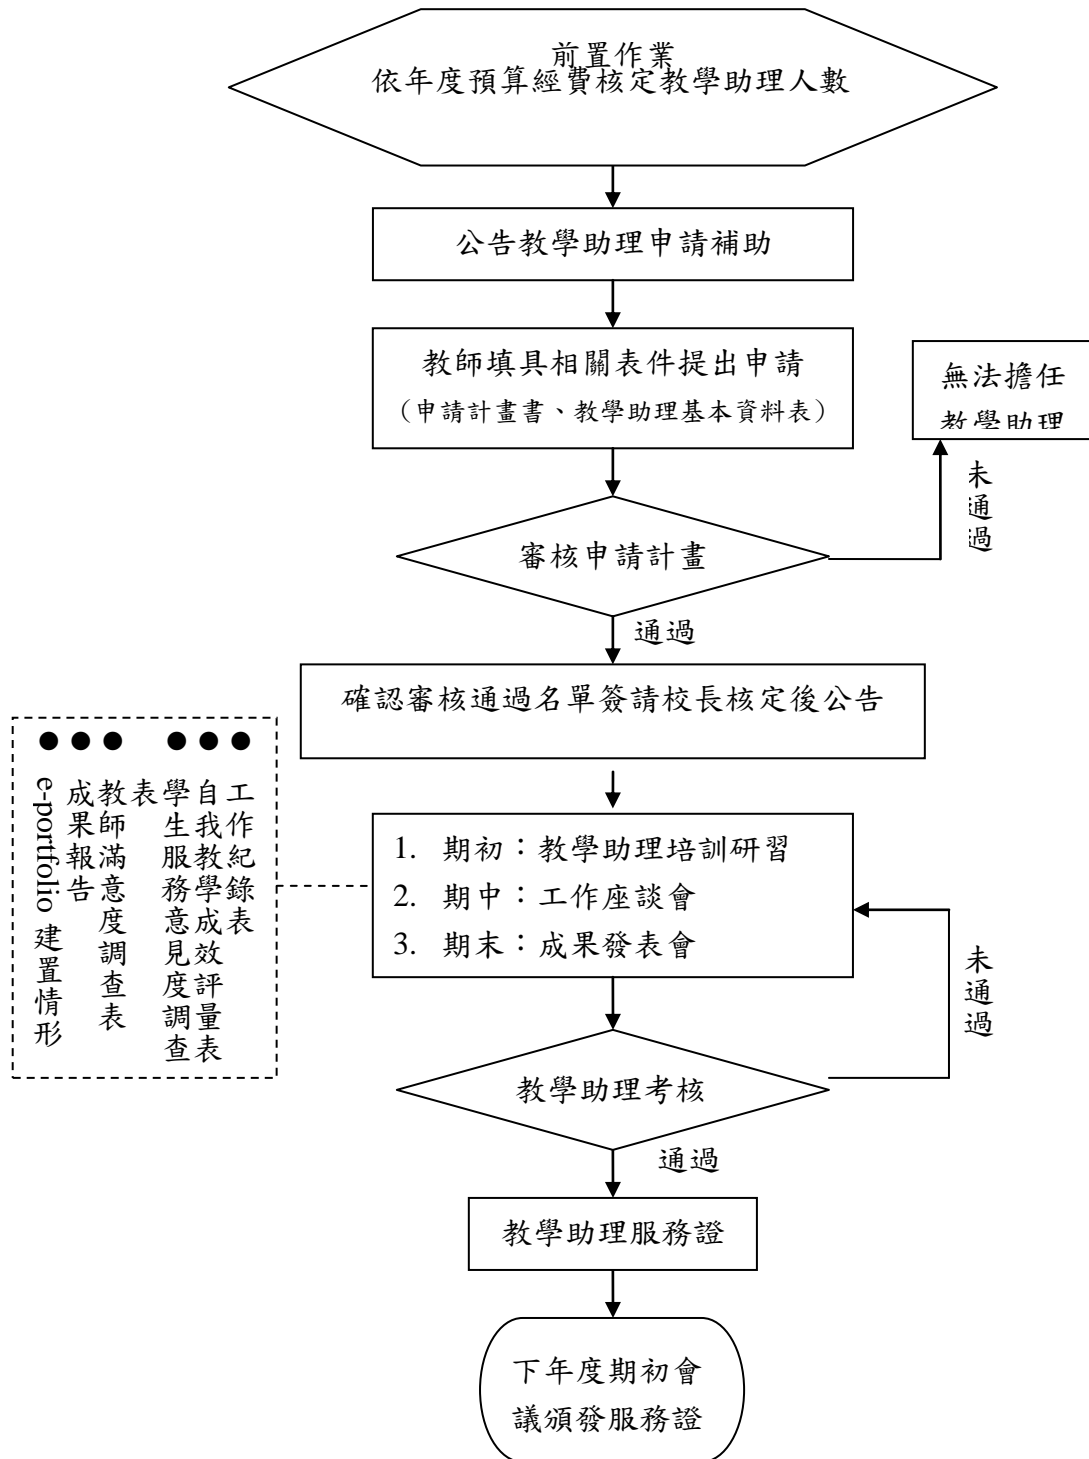 前置作業
依年度預算經費核定教學助理人數
公告教學助理申請補助
教師填具相關表件提出申請
（申請計畫書、教學助理基本資料表）
無法擔任
教學助理
未通過
審核申請計畫
通過
確認審核通過名單簽請校長核定後公告
● 工作紀錄表
● 自我教學成效評量表
● 學生服務意見度調查
表
● 教師滿意度調查表
● 成果報告
● e-portfolio 建置情形
1. 期初：教學助理培訓研習
2. 期中：工作座談會
3. 期末：成果發表會
未通過
教學助理考核
通過
教學助理服務證
下年度期初會
議頒發服務證